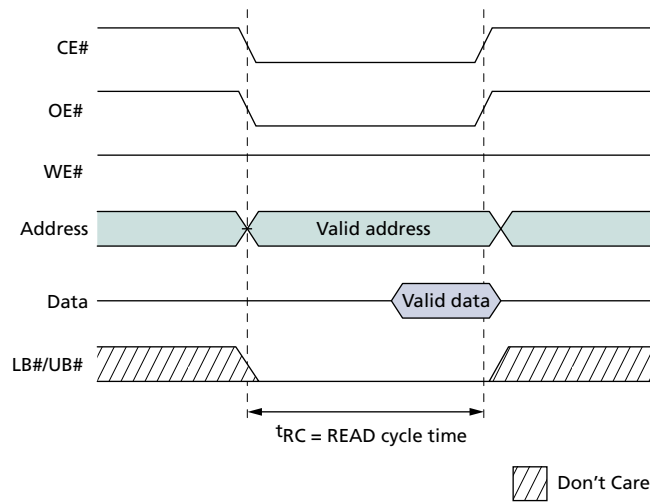 CE#
OE#
WE#
Address
Valid address
Data
Valid data
LB#/UB#
tRC = READ cycle time
Don't Care